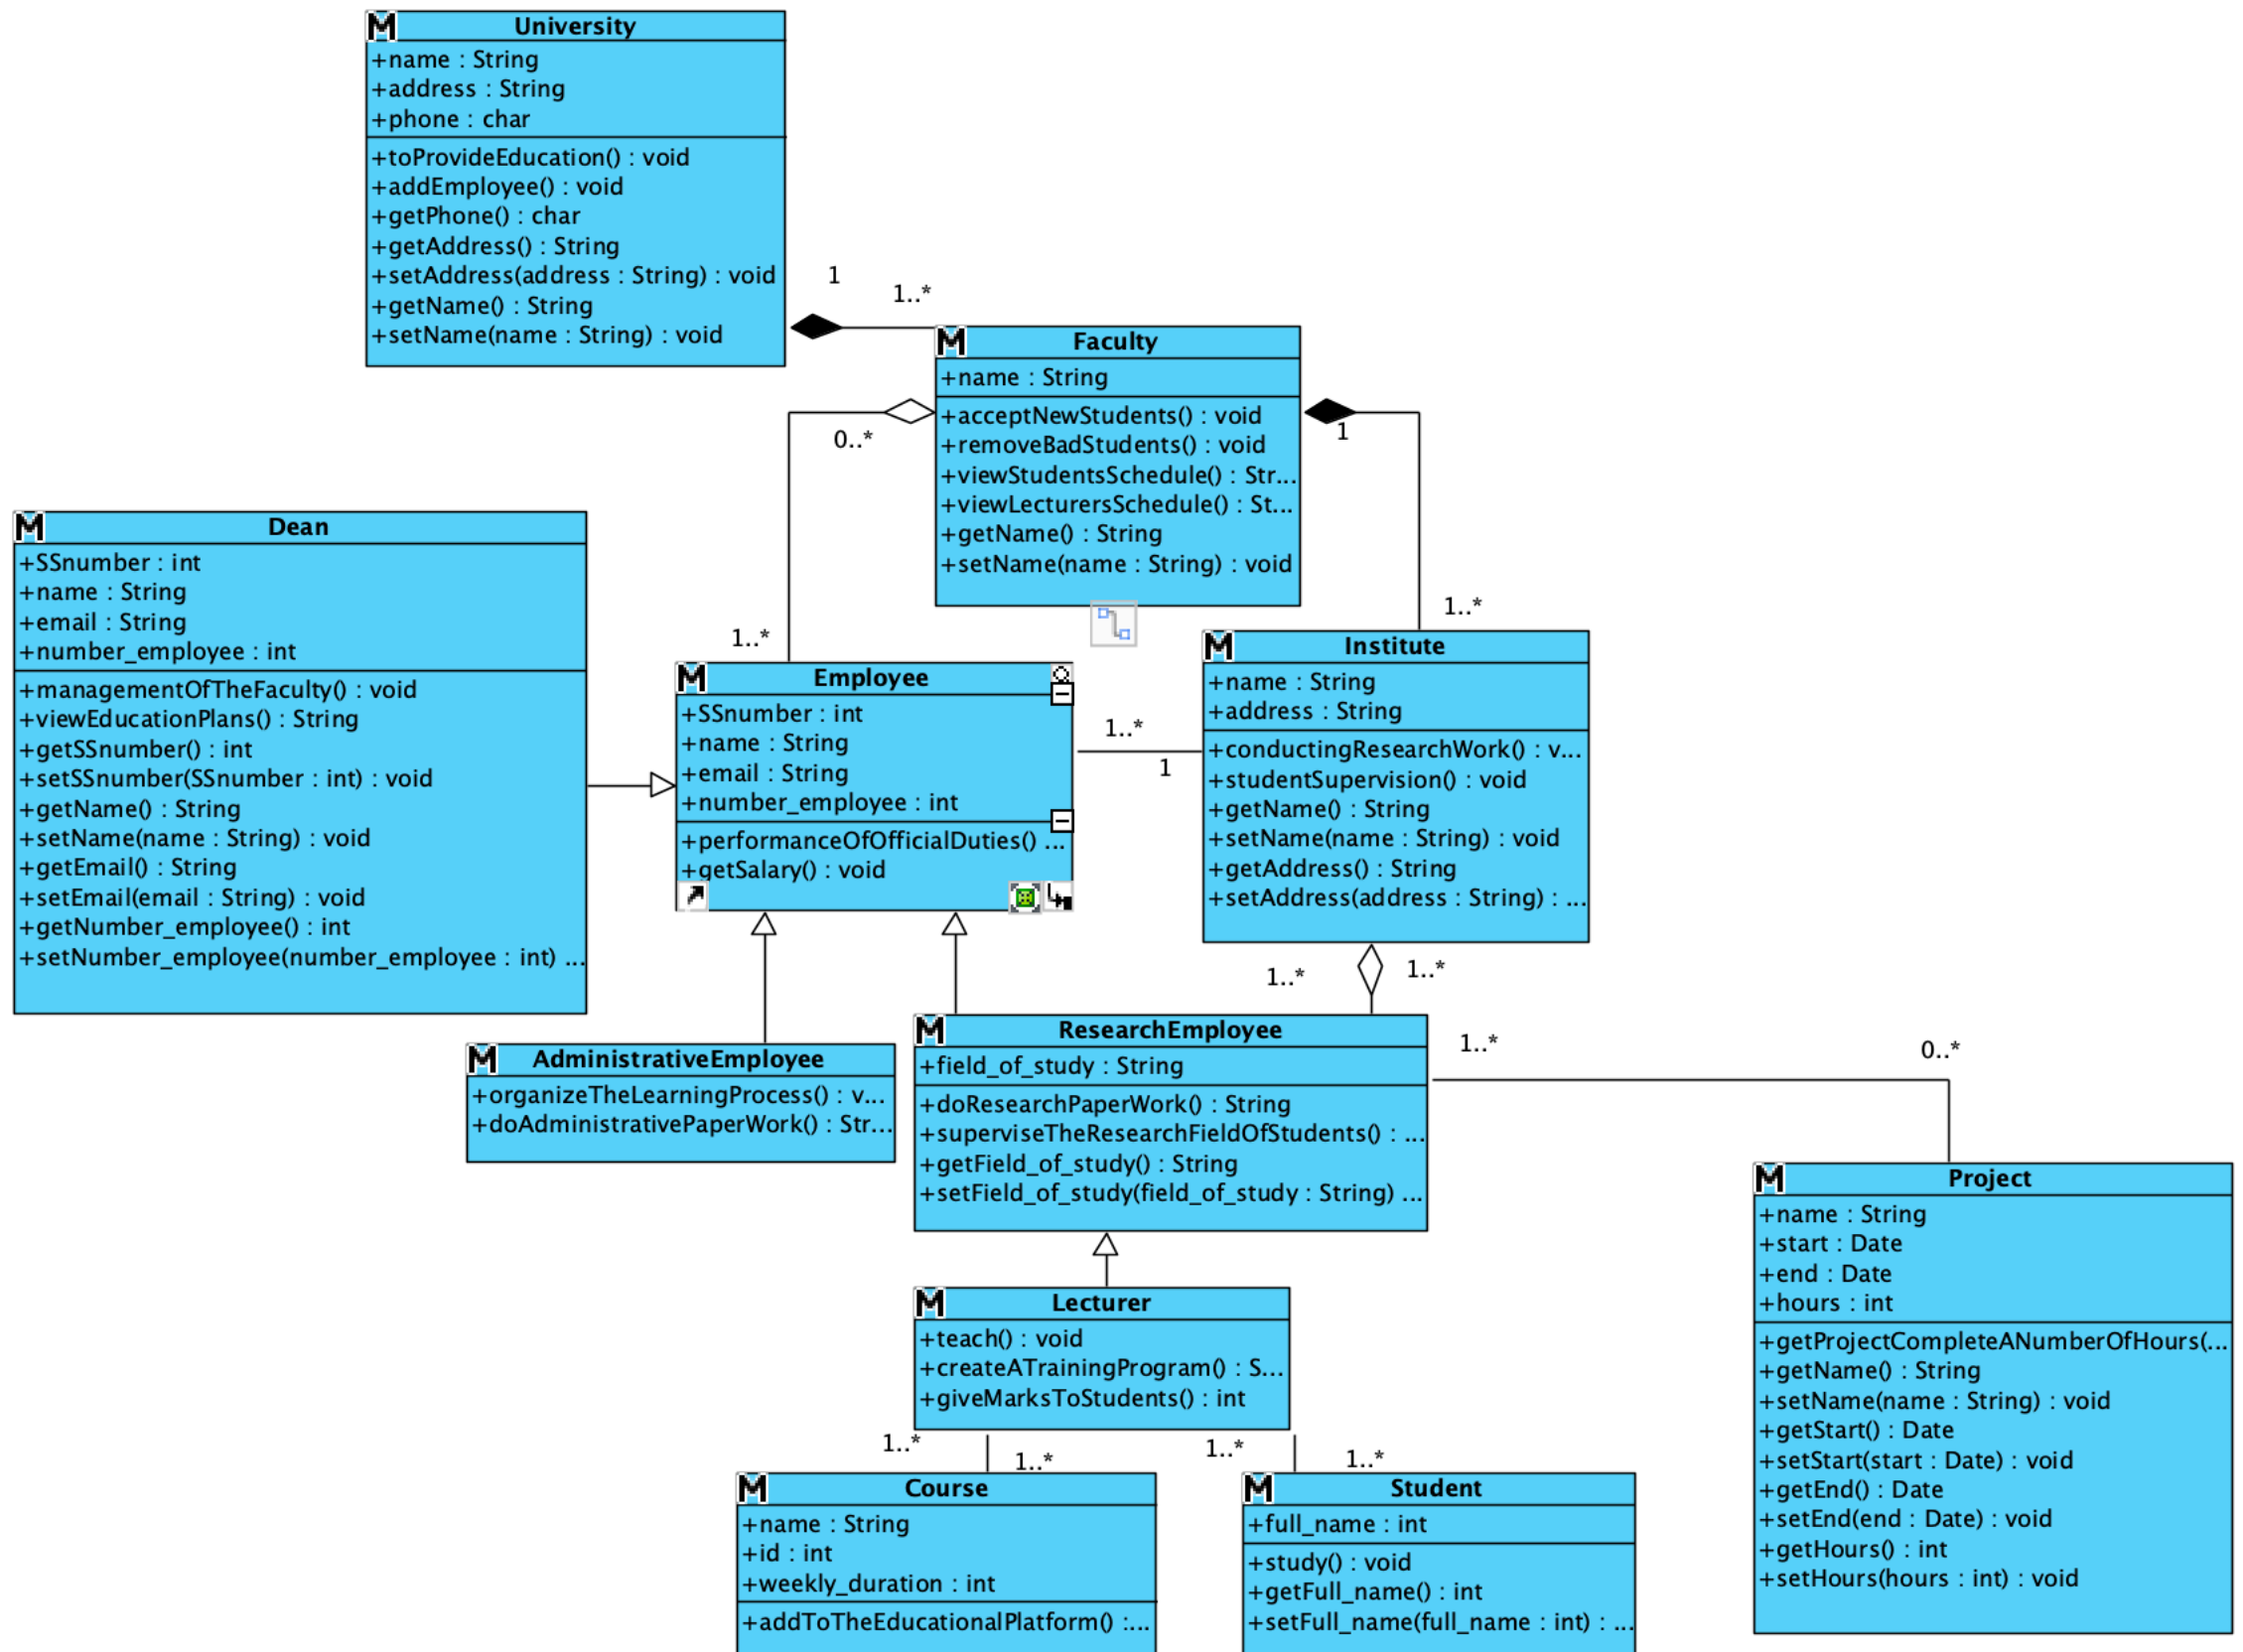 University
+name : String
+address : String
+phone : char
+toProvideEducation() : void
+addEmployee() : void
+getPhone() : char
+getAddress() : String
+setAddress(address : String) : void
+getName() : String
+setName(name : String) : void
1
1..*
Faculty
+name : String
+acceptNewStudents() : void
+removeBadStudents() : void
+viewStudentsSchedule() : Str...
+viewLecturersSchedule() : St...
+getName() : String
+setName(name : String) : void
0..*
1..*
1
1..*
Dean
+SSnumber : int
+name : String
+email : String
+number_employee : int
+managementOfTheFaculty() : void
+viewEducationPlans() : String
+getSSnumber() : int
+setSSnumber(SSnumber : int) : void
+getName() : String
+setName(name : String) : void
+getEmail() : String
+setEmail(email : String) : void
+getNumber_employee() : int
+setNumber_employee(number_employee : int) ...
Employee
+SSnumber : int
+name : String
+email : String
+number_employee : int
+performanceOfOfficialDuties() ...
+getSalary() : void
1..*
1
Institute
+name : String
+address : String
+conductingResearchWork() : v...
+studentSupervision() : void
+getName() : String
+setName(name : String) : void
+getAddress() : String
+setAddress(address : String) : ...
1..*
1..*
AdministrativeEmployee
+organizeTheLearningProcess() : v...
+doAdministrativePaperWork() : Str...
ResearchEmployee
+field_of_study : String
+doResearchPaperWork() : String
+superviseTheResearchFieldOfStudents() : ...
+getField_of_study() : String
+setField_of_study(field_of_study : String) ...
1..*
0..*
Project
+name : String
+start : Date
+end : Date
+hours : int
+getProjectCompleteANumberOfHours(...
+getName() : String
+setName(name : String) : void
+getStart() : Date
+setStart(start : Date) : void
+getEnd() : Date
+setEnd(end : Date) : void
+getHours() : int
+setHours(hours : int) : void
Lecturer
+teach() : void
+createATrainingProgram() : S...
+giveMarksToStudents() : int
1..*
1..*
1..*
1..*
Course
+name : String
+id : int
+weekly_duration : int
+addToTheEducationalPlatform() :...
Student
+full_name : int
+study() : void
+getFull_name() : int
+setFull_name(full_name : int) : ...